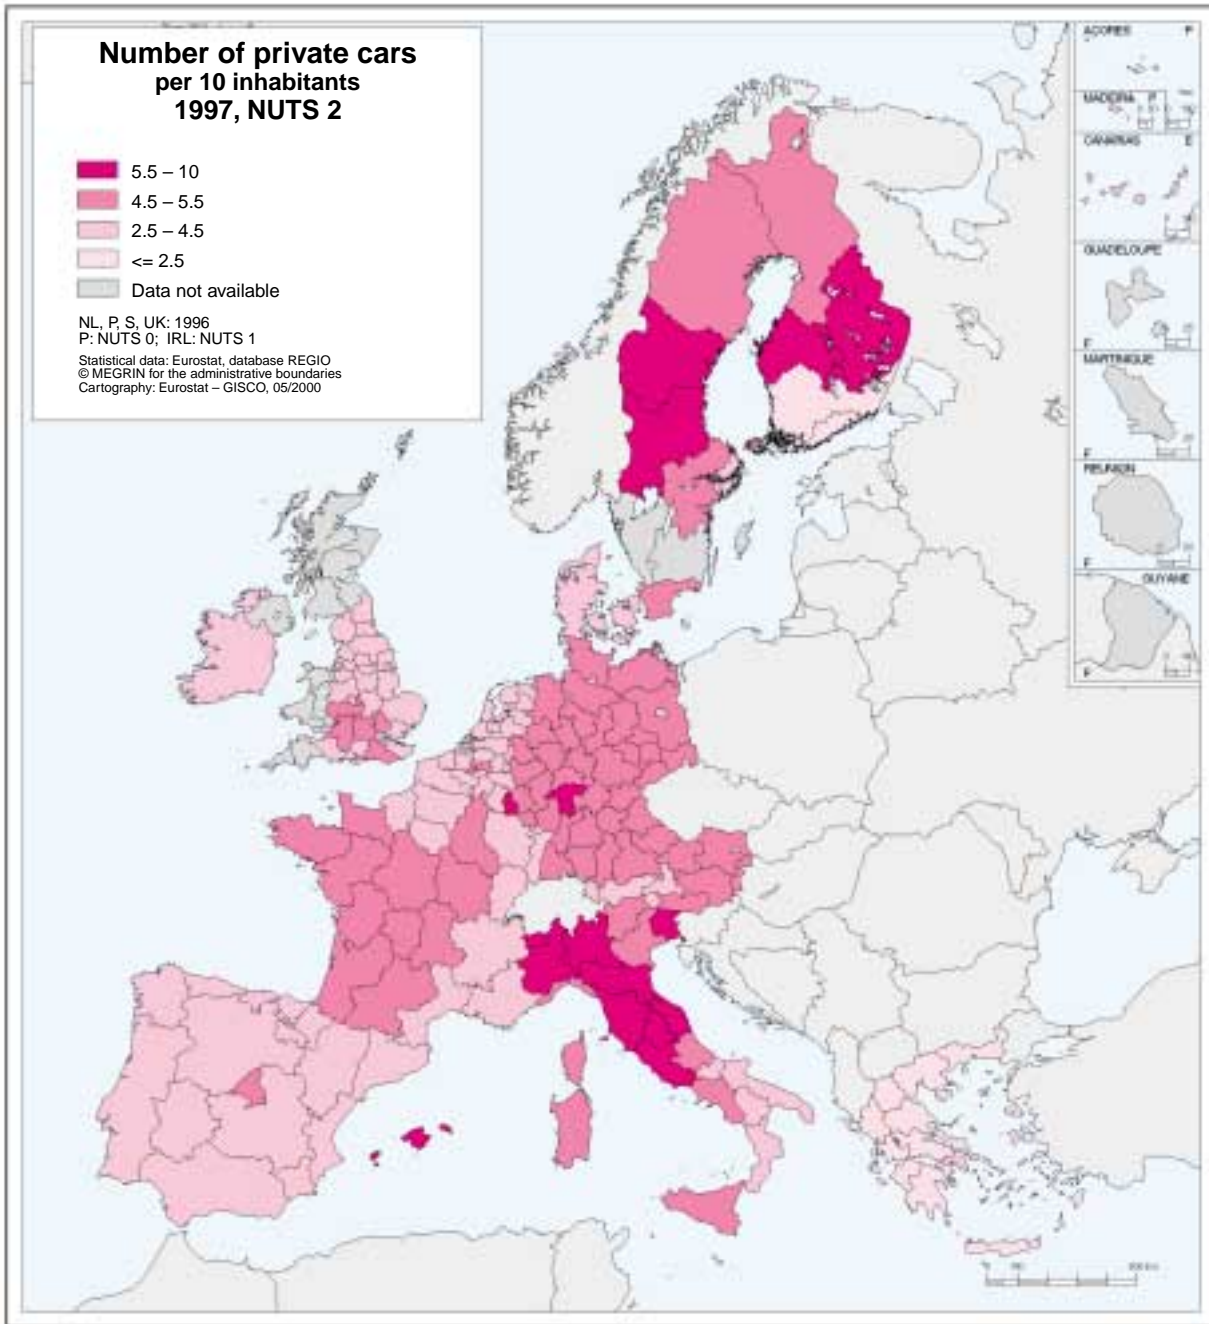 Number of private cars
per 10 inhabitants
1997, NUTS 2
5.5 – 10
4.5 – 5.5
2.5 – 4.5
<= 2.5
Data not available
NL, P, S, UK: 1996
P: NUTS 0; IRL: NUTS 1
Statistical data: Eurostat, database REGIO
© MEGRIN for the administrative boundaries
Cartography: Eurostat – GISCO, 05/2000
AÇORES P
MADEIRA P
CANARIAS E
GUADELOUPE
F
MARTINIQUE
F
REUNION
F
GUYANE
F